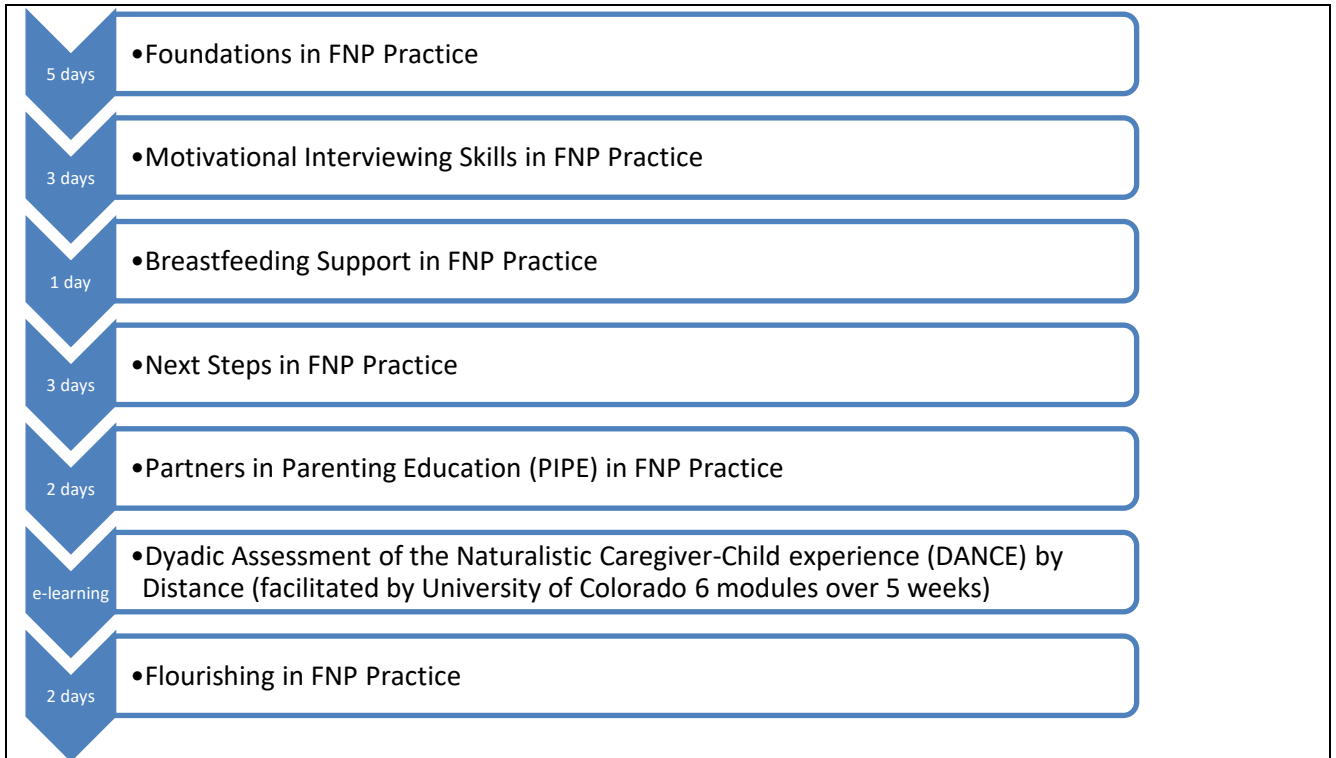 5 days
•Foundations in FNP Practice
3 days
•Motivational Interviewing Skills in FNP Practice
1 day
•Breastfeeding Support in FNP Practice
3 days
•Next Steps in FNP Practice
2 days
•Partners in Parenting Education (PIPE) in FNP Practice
e-learning
•Dyadic Assessment of the Naturalistic Caregiver-Child experience (DANCE) by
Distance (facilitated by University of Colorado 6 modules over 5 weeks)
2 days
•Flourishing in FNP Practice